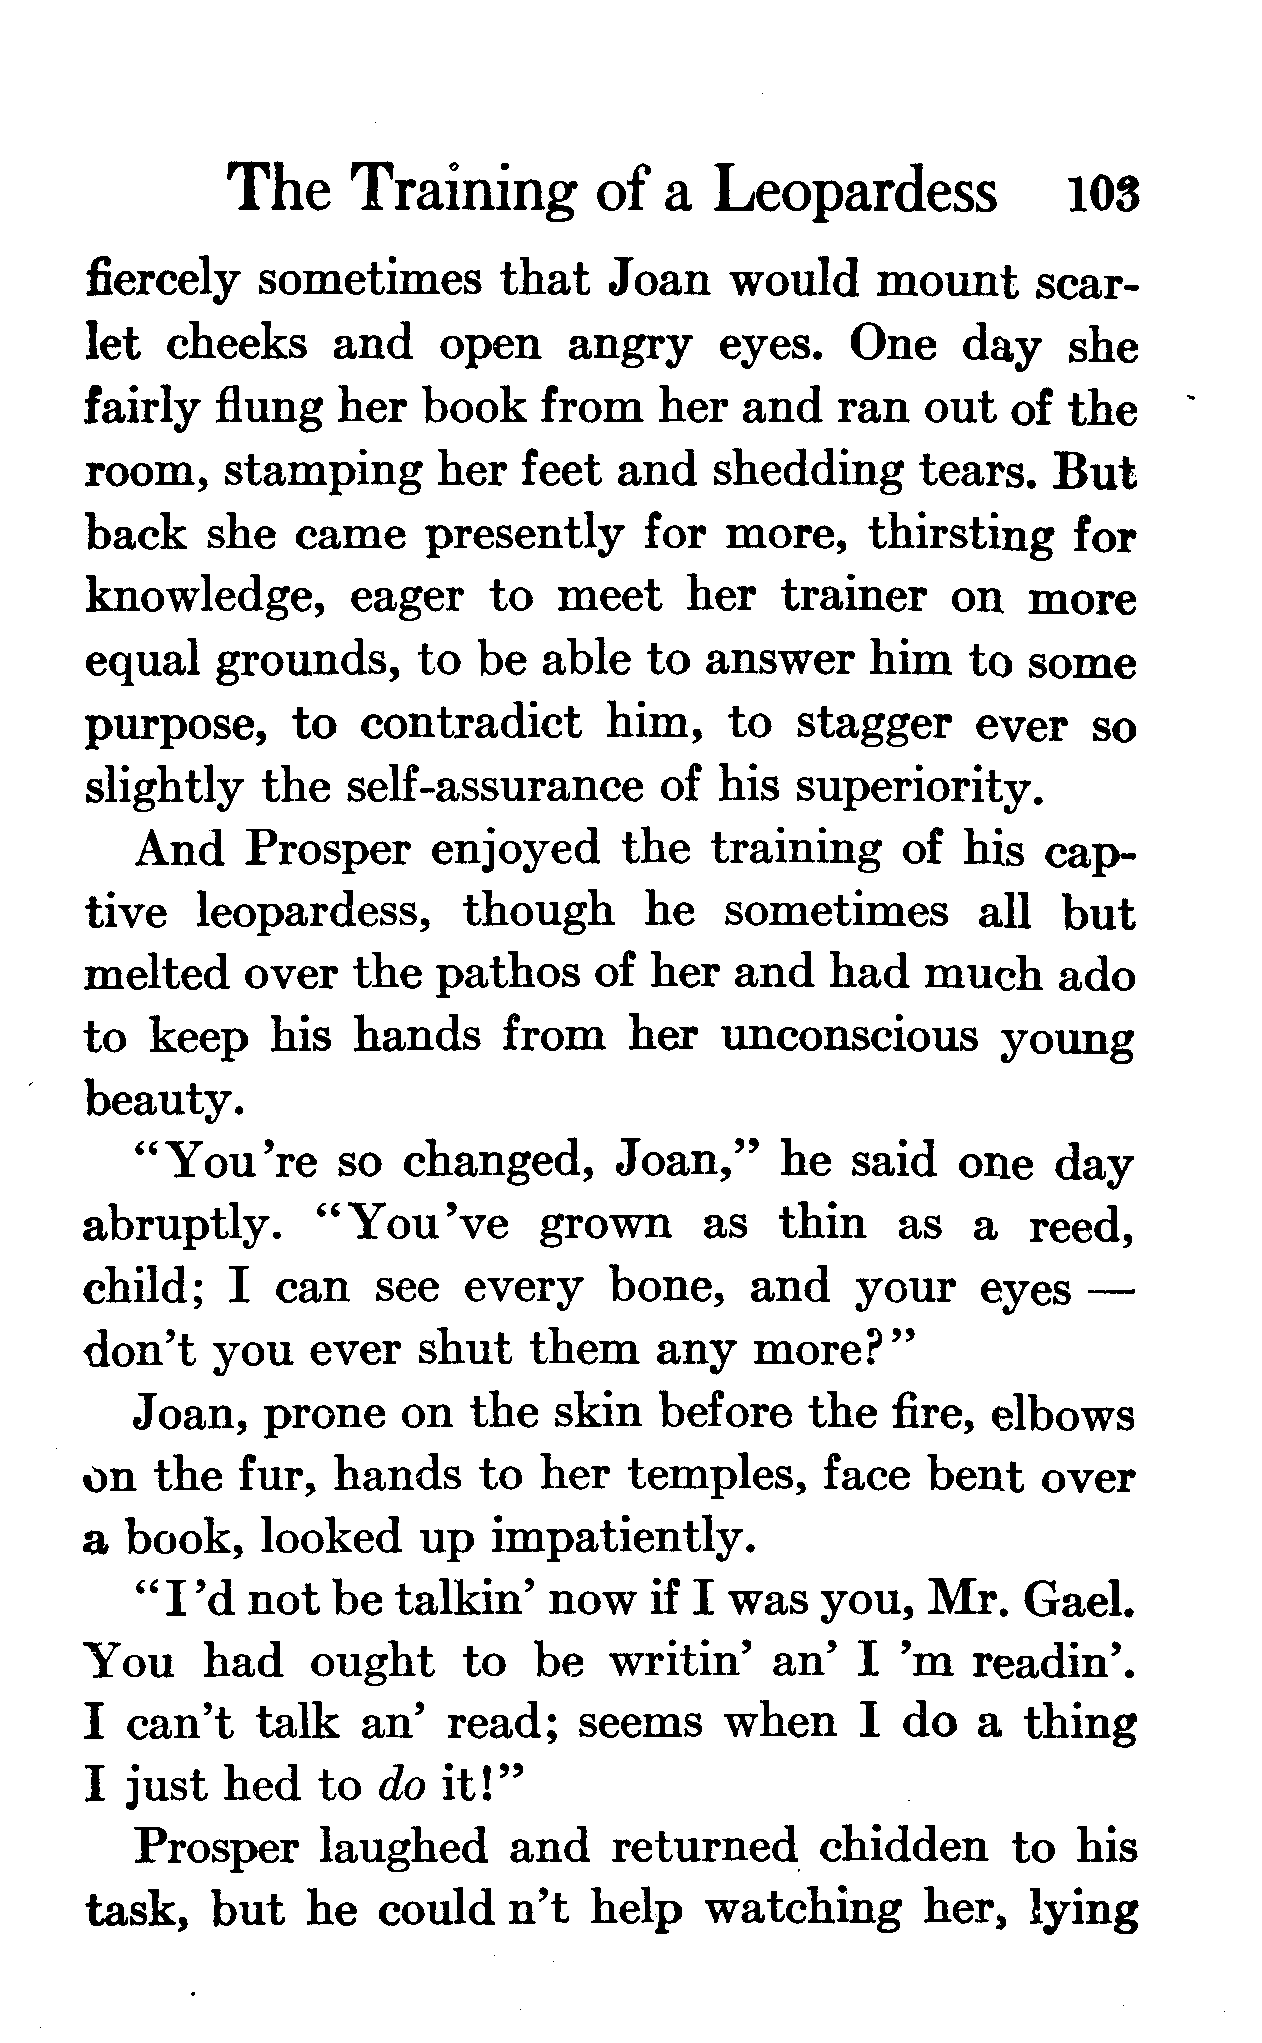 The Training of a Leopardess 103
fiercely sometimes that Joan would mount scar-
let cheeks and open angry eyes. One day she
fairly flung her book from her and ran out of the
room, stamping her feet and shedding tears. But
back she came presently for more, thirsting for
knowledge, eager to meet her trainer on more
equal grounds, to be able to answer him to some
purpose, to contradict him, to stagger ever so
slightly the self-assurance of his superiority.
And Prosper enjoyed the training of his cap-
tive leopardess, though he sometimes all but
melted over the pathos of her and had much ado
to keep his hands from her unconscious young
beauty.
“You’re so changed, Joan,” he said one day
abruptly. “You’ve grown as thin as a reed,
child; I can see every bone, and your eyes —
don’t you ever shut them any more?”
Joan, prone on the skin before the fire, elbows
on the fur, hands to her temples, face bent over
a book, looked up impatiently.
“I’d not be talkin’ now if I was you, Mr. Gael.
You had ought to be writin’ an’ I ’m readin’.
I can’t talk an’ read; seems when I do a thing
I just hed to do it!”
Prosper laughed and returned chidden to his
task, but he could n’t help watching her, lying